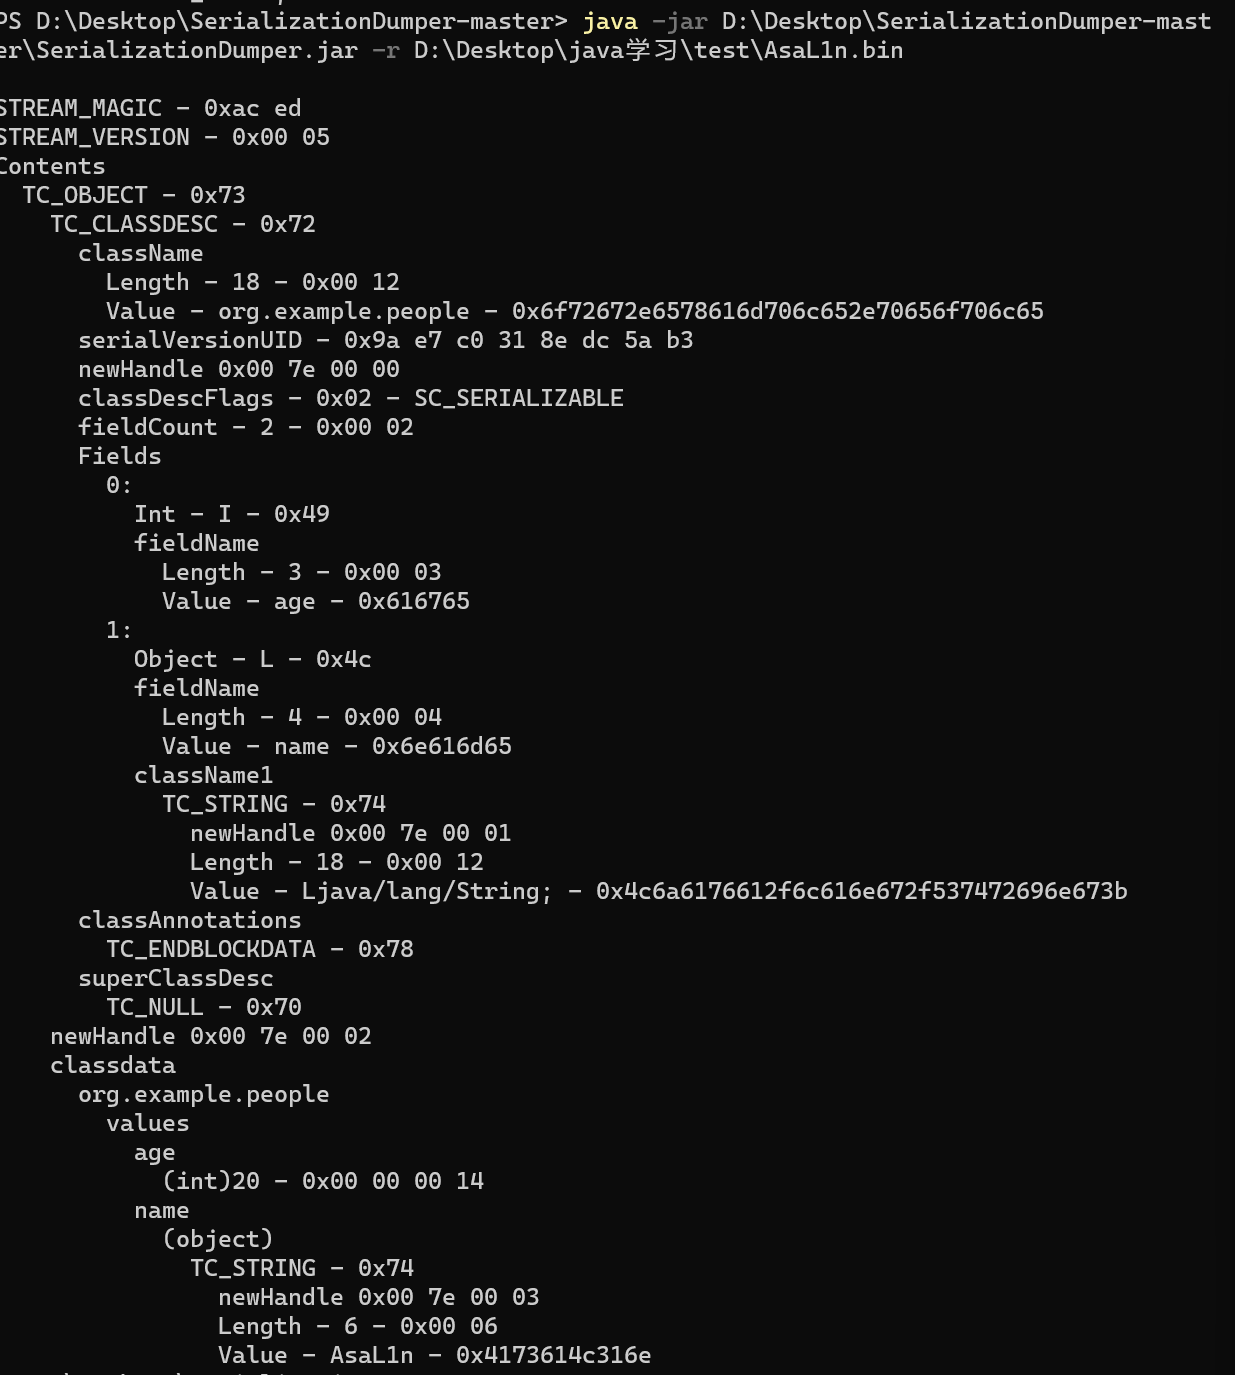 PS D:\Desktop\SerializationDumper-master> java -jar D:\Desktop\SerializationDumper-mast
er\SerializationDumper.jar -r D:\Desktop\java学习\test\AsaL1n.bin
STREAM_MAGIC - 0xac ed
STREAM_VERSION - 0x00 05
Contents
  TC_OBJECT - 0x73
    TC_CLASSDESC - 0x72
      className
        Length - 18 - 0x00 12
        Value - org.example.people - 0x6f72672e6578616d706c652e70656f706c65
      serialVersionUID - 0x9a e7 c0 31 8e dc 5a b3
      newHandle 0x00 7e 00 00
      classDescFlags - 0x02 - SC_SERIALIZABLE
      fieldCount - 2 - 0x00 02
      Fields
        0:
          Int - I - 0x49
          fieldName
            Length - 3 - 0x00 03
            Value - age - 0x616765
        1:
          Object - L - 0x4c
          fieldName
            Length - 4 - 0x00 04
            Value - name - 0x6e616d65
          className1
            TC_STRING - 0x74
              newHandle 0x00 7e 00 01
              Length - 18 - 0x00 12
              Value - Ljava/lang/String; - 0x4c6a6176612f6c616e672f537472696e673b
      classAnnotations
        TC_ENDBLOCKDATA - 0x78
      superClassDesc
        TC_NULL - 0x70
    newHandle 0x00 7e 00 02
    classdata
      org.example.people
        values
          age
            (int)20 - 0x00 00 00 14
          name
            (object)
              TC_STRING - 0x74
                newHandle 0x00 7e 00 03
                Length - 6 - 0x00 06
                Value - AsaL1n - 0x4173614c316e